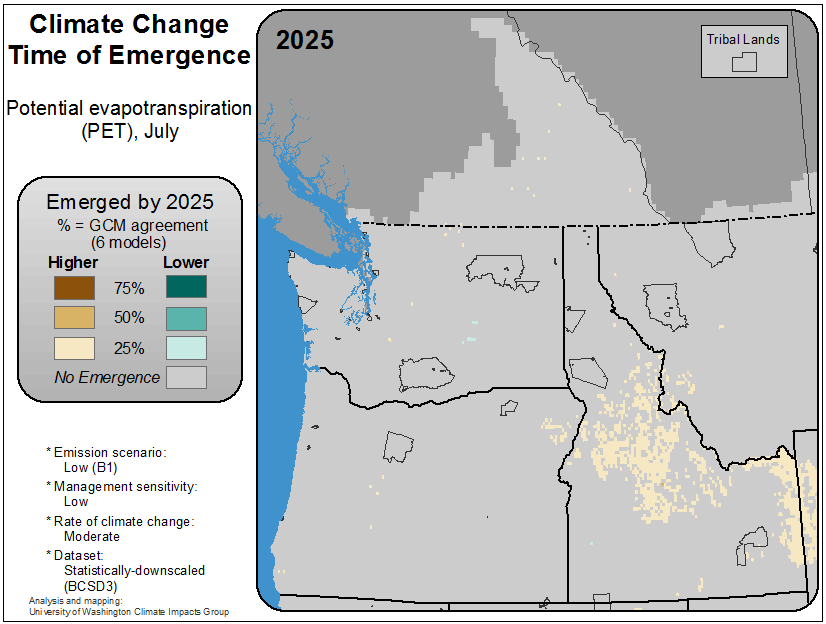 Climate Change
Time of Emergence
Potential evapotranspiration
(PET), July
Emerged by 2025
% = GCM agreement
(6 models)
Higher Lower
75%
50%
25%
No Emergence
* Emission scenario:
Low (B1)
* Management sensitivity:
Low
* Rate of climate change:
Moderate
* Dataset:
Statistically-downscaled
(BCSD3)
Analysis and mapping:
University of Washington Climate Impacts Group
2025
Tribal Lands